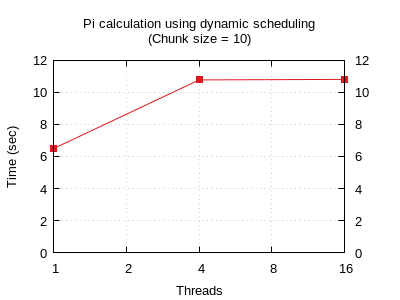 Pi calculation using dynamic scheduling
(Chunk size = 10)
12 12
10 10
8 8
6 6
4 4
2 2
0 0
Time (sec)
1 2 4 8 16
Threads